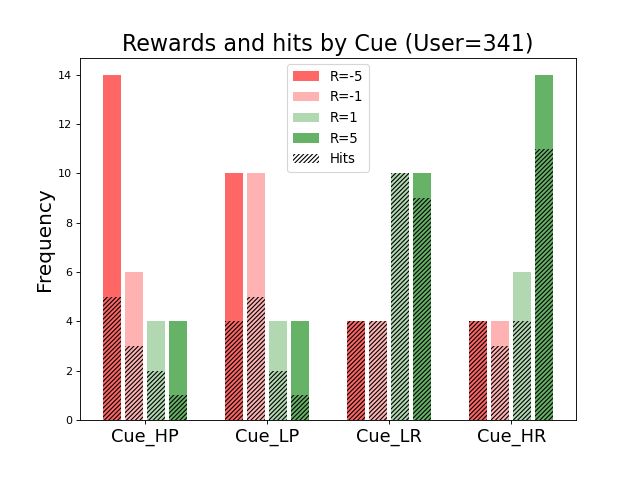 Rewards and hits by Cue (User=341)
R=-5
R=-1
R=1
R=5
Hits
Frequency
14
12
10
8
6
4
2
0
Cue_HP
Cue_LP
Cue_LR
Cue_HR